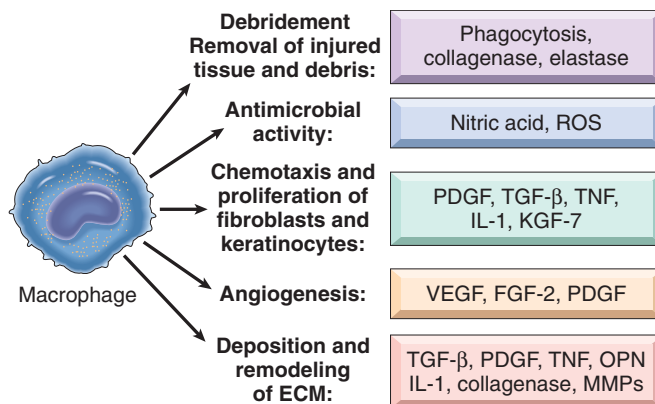 Debridement
Removal of injured
tissue and debris:
Phagocytosis,
collagenase, elastase
Antimicrobial
activity:
Nitric acid, ROS
Chemotaxis and
proliferation of
fibroblasts and
keratinocytes:
PDGF, TGF-β, TNF,
IL-1, KGF-7
Macrophage
Angiogenesis:
VEGF, FGF-2, PDGF
Deposition and
remodeling
of ECM:
TGF-β, PDGF, TNF, OPN
IL-1, collagenase, MMPs